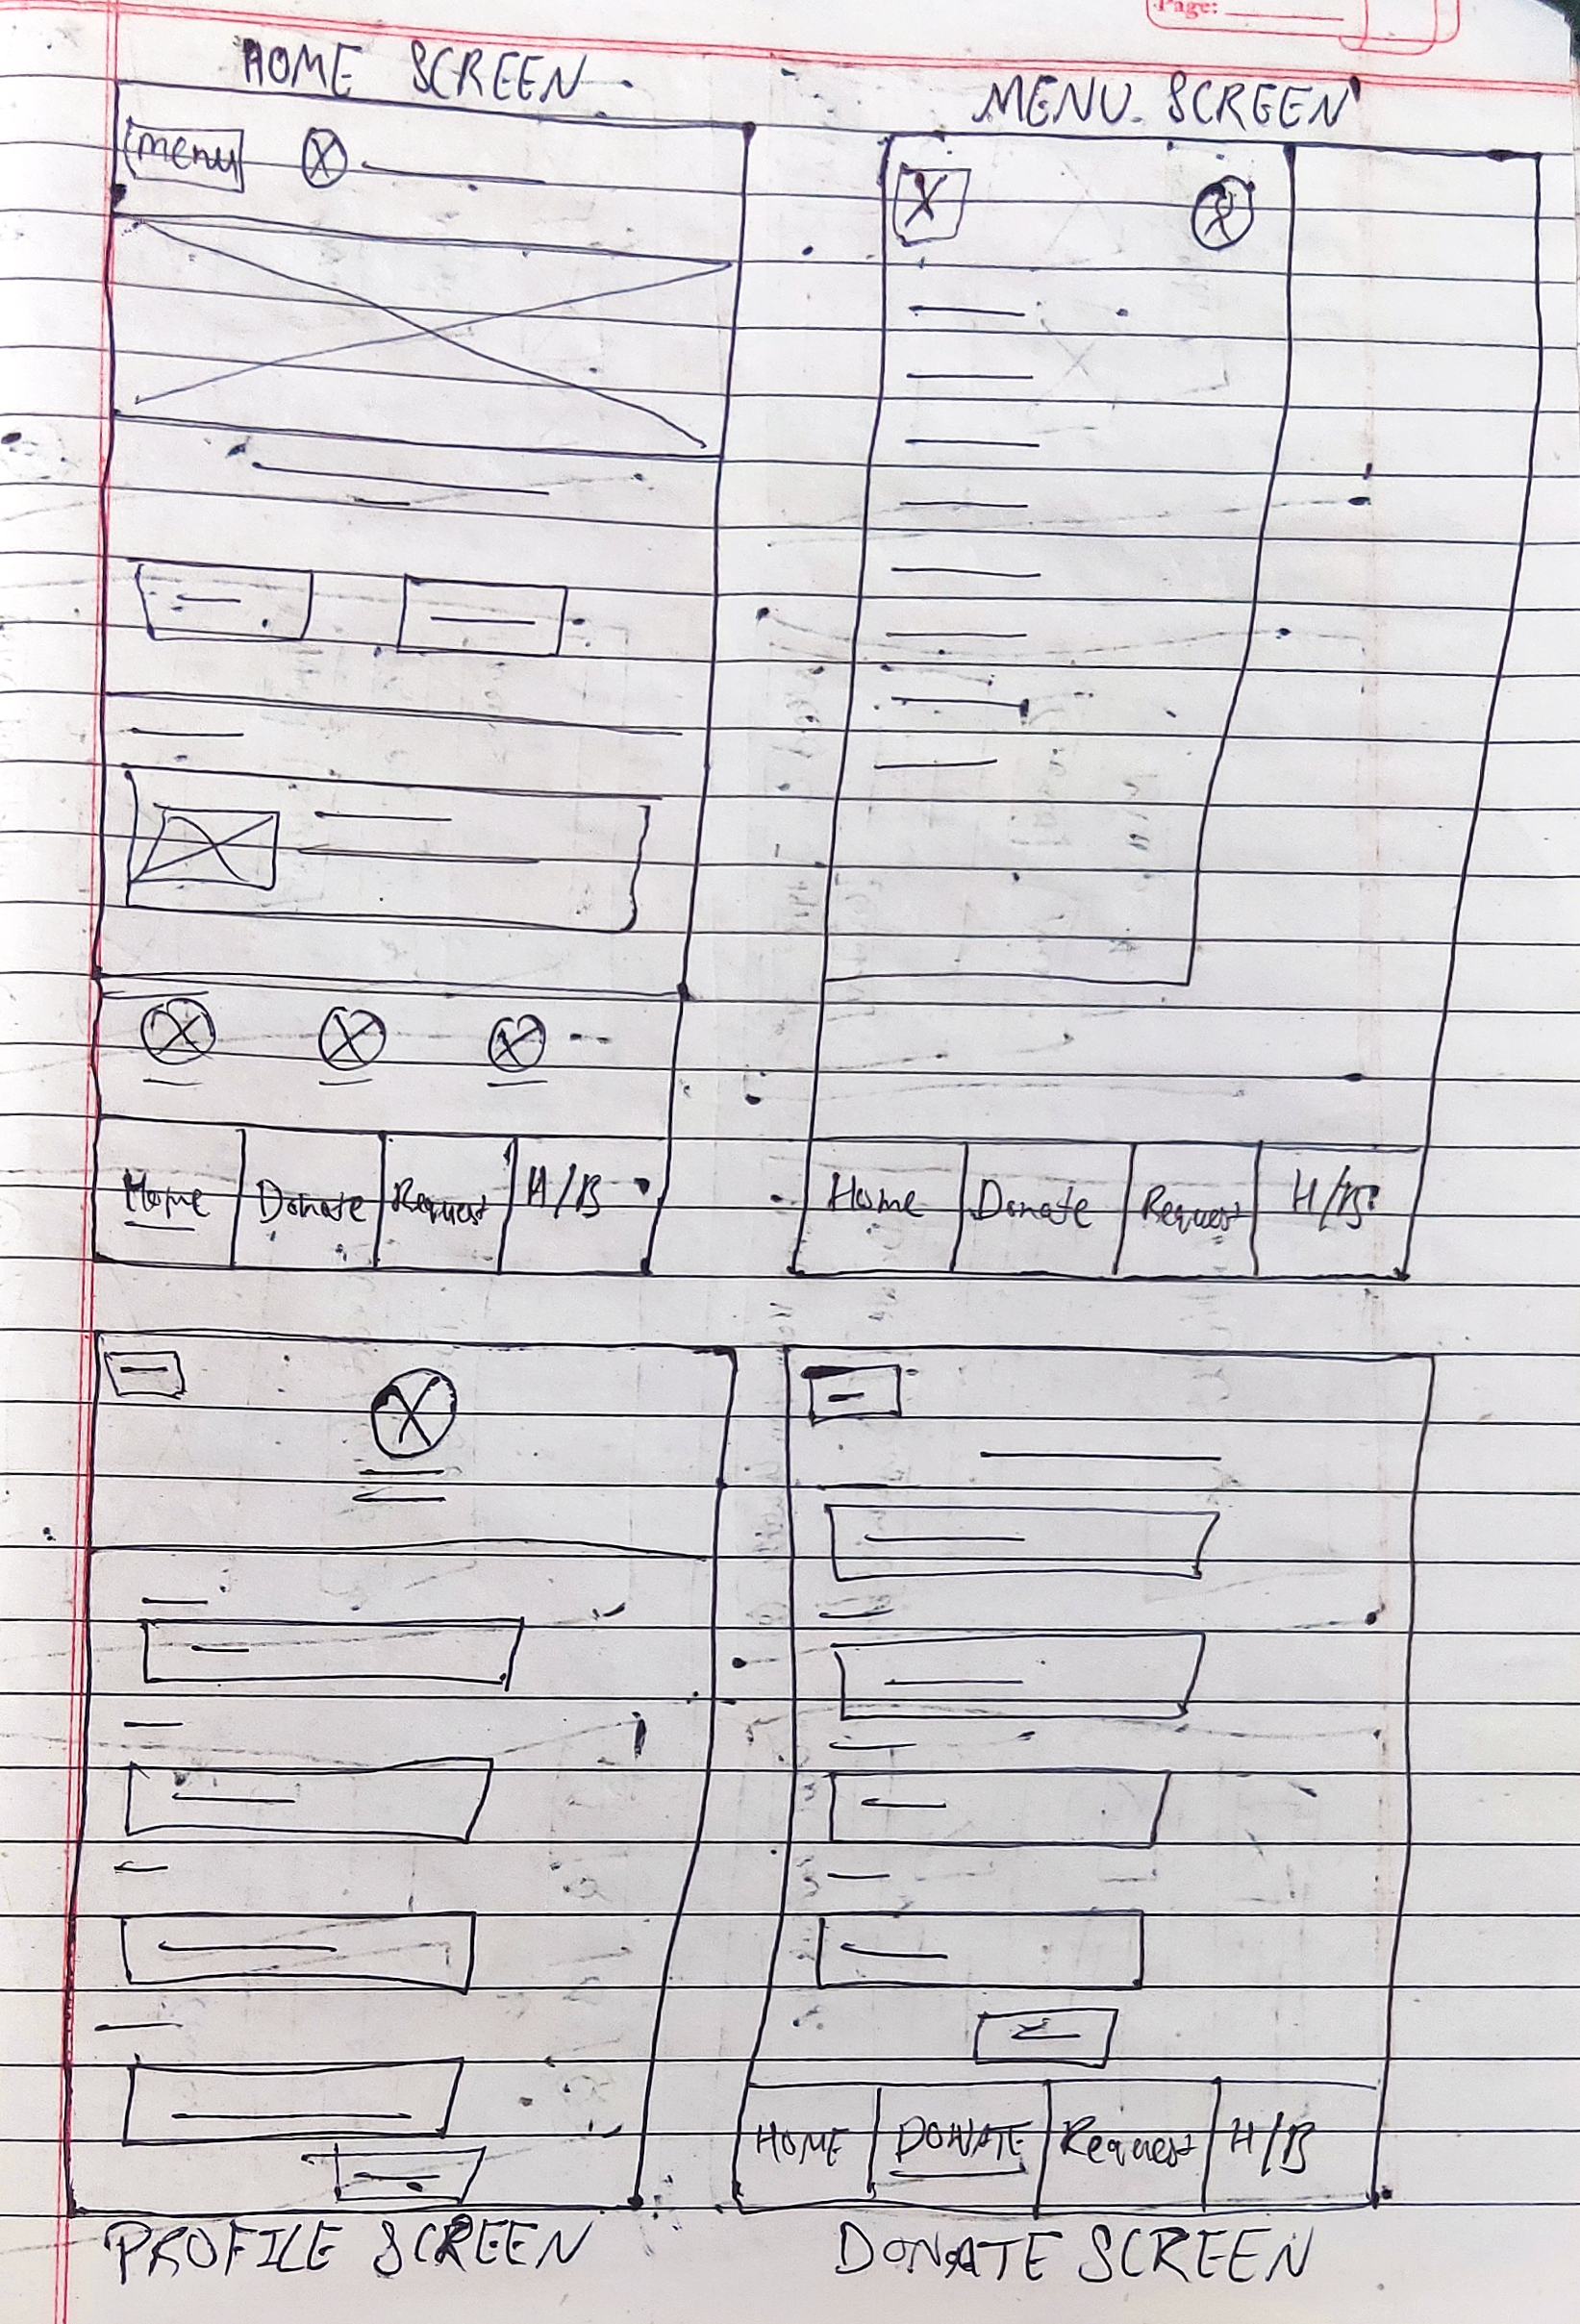 Page:
HOME SCREEN
MENU SCREEN
menu
Home Donate Request H/B
Home Donate Request H/B
HOME DONATE Request H/B
PROFILE SCREEN
DONATE SCREEN